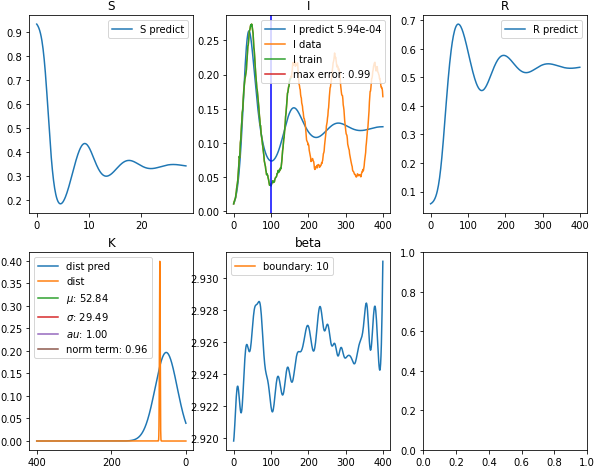 S
I
R
S predict
I predict 5.94e-04
I data
I train
max error: 0.99
R predict
0.9
0.8
0.7
0.6
0.5
0.4
0.3
0.2
0 10 20
0.25
0.20
0.15
0.10
0.05
0.00
0 100 200 300 400
0.7
0.6
0.5
0.4
0.3
0.2
0.1
0 100 200 300 400
K
beta
dist pred
dist
μ: 52.84
σ: 29.49
au: 1.00
norm term: 0.96
boundary: 10
0.40
0.35
0.30
0.25
0.20
0.15
0.10
0.05
0.00
400 200 0
2.930
2.928
2.926
2.924
2.922
2.920
0 100 200 300 400
1.0
0.8
0.6
0.4
0.2
0.0
0.0 0.2 0.4 0.6 0.8 1.0